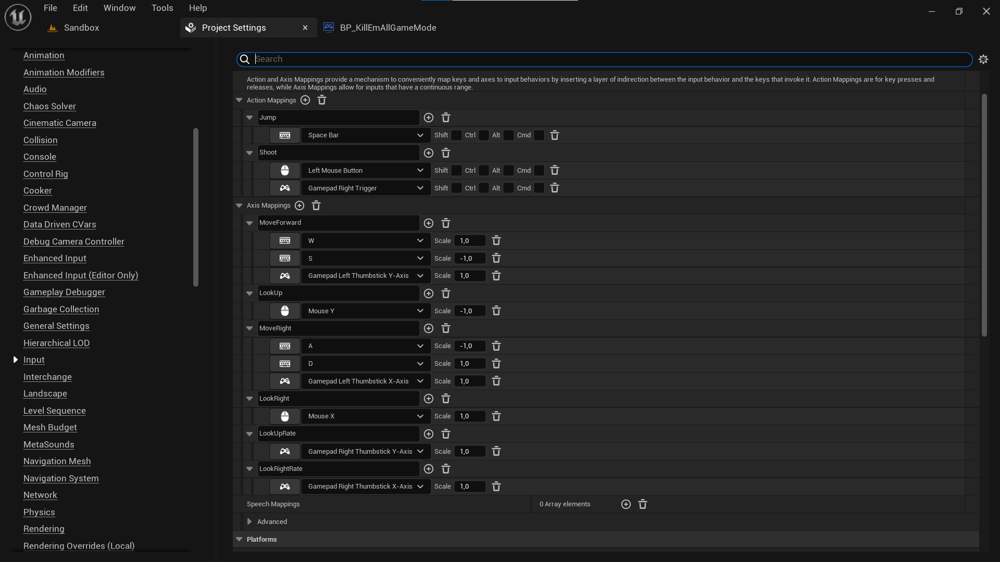 File Edit Window Tools Help
Sandbox
Project Settings
BP_KillEmAllGameMode
Animation
Animation Modifiers
Audio
Chaos Solver
Cinematic Camera
Collision
Console
Control Rig
Cooker
Crowd Manager
Data Driven CVars
Debug Camera Controller
Enhanced Input
Enhanced Input (Editor Only)
Gameplay Debugger
Garbage Collection
General Settings
Hierarchical LOD
Input
Interchange
Landscape
Level Sequence
Mesh Budget
MetaSounds
Navigation Mesh
Navigation System
Network
Physics
Rendering
Rendering Overrides (Local)
Search
Action and Axis Mappings provide a mechanism to conveniently map keys and axes to input behaviors by inserting a layer of indirection between the input behavior and the keys that invoke it. Action Mappings are for key presses and
releases, while Axis Mappings allow for inputs that have a continuous range.
Action Mappings
Jump
Space Bar Shift Ctrl Alt Cmd
Shoot
Left Mouse Button Shift Ctrl Alt Cmd
Gamepad Right Trigger Shift Ctrl Alt Cmd
Axis Mappings
MoveForward
W Scale 1,0
S Scale -1,0
Gamepad Left Thumbstick Y-Axis Scale 1,0
LookUp
Mouse Y Scale -1,0
MoveRight
A Scale -1,0
D Scale 1,0
Gamepad Left Thumbstick X-Axis Scale 1,0
LookRight
Mouse X Scale 1,0
LookUpRate
Gamepad Right Thumbstick Y-Axis Scale 1,0
LookRightRate
Gamepad Right Thumbstick X-Axis Scale 1,0
Speech Mappings 0 Array elements
Advanced
Platforms